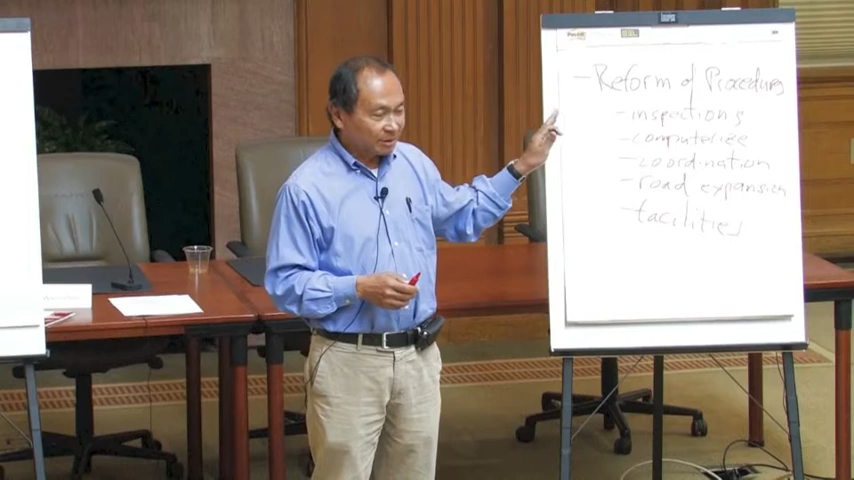 - Reform of Procedures
- inspections
- computerize
- coordination
- road expansion
- facilities